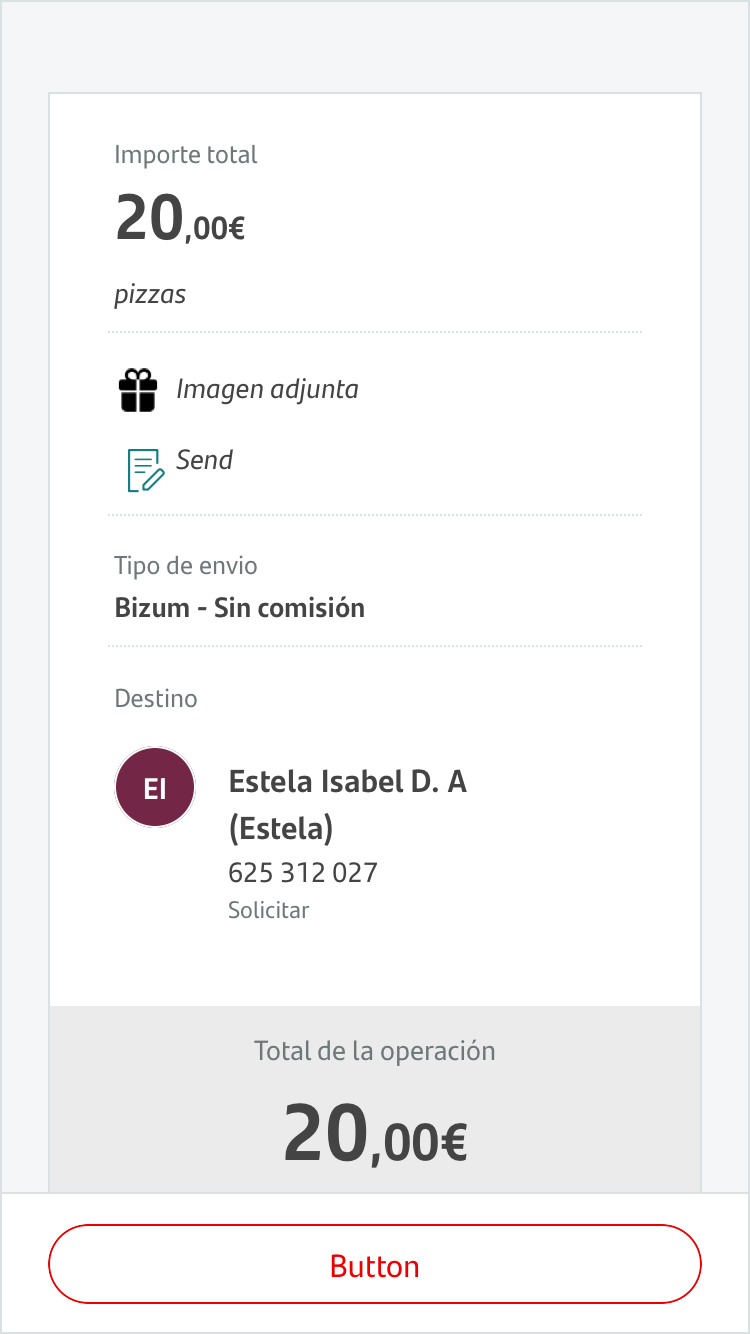 Importe total
20,00€
pizzas
Imagen adjunta
Send
Tipo de envio
Bizum - Sin comisión
Destino
EI
Estela Isabel D. A
(Estela)
625 312 027
Solicitar
Total de la operación
20,00€
Button